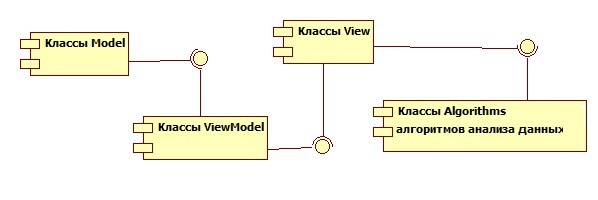 Классы Model
Классы View
Классы ViewModel
Классы Algorithms
алгоритмов анализа данных